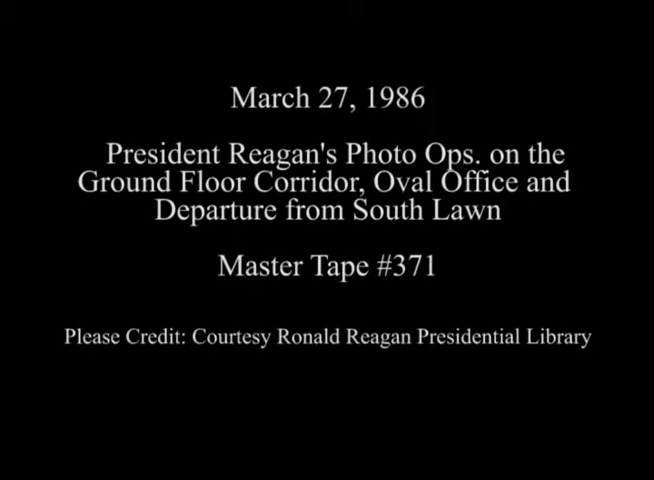 March 27, 1986
President Reagan's Photo Ops. on the
Ground Floor Corridor, Oval Office and
Departure from South Lawn
Master Tape #371
Please Credit: Courtesy Ronald Reagan Presidential Library